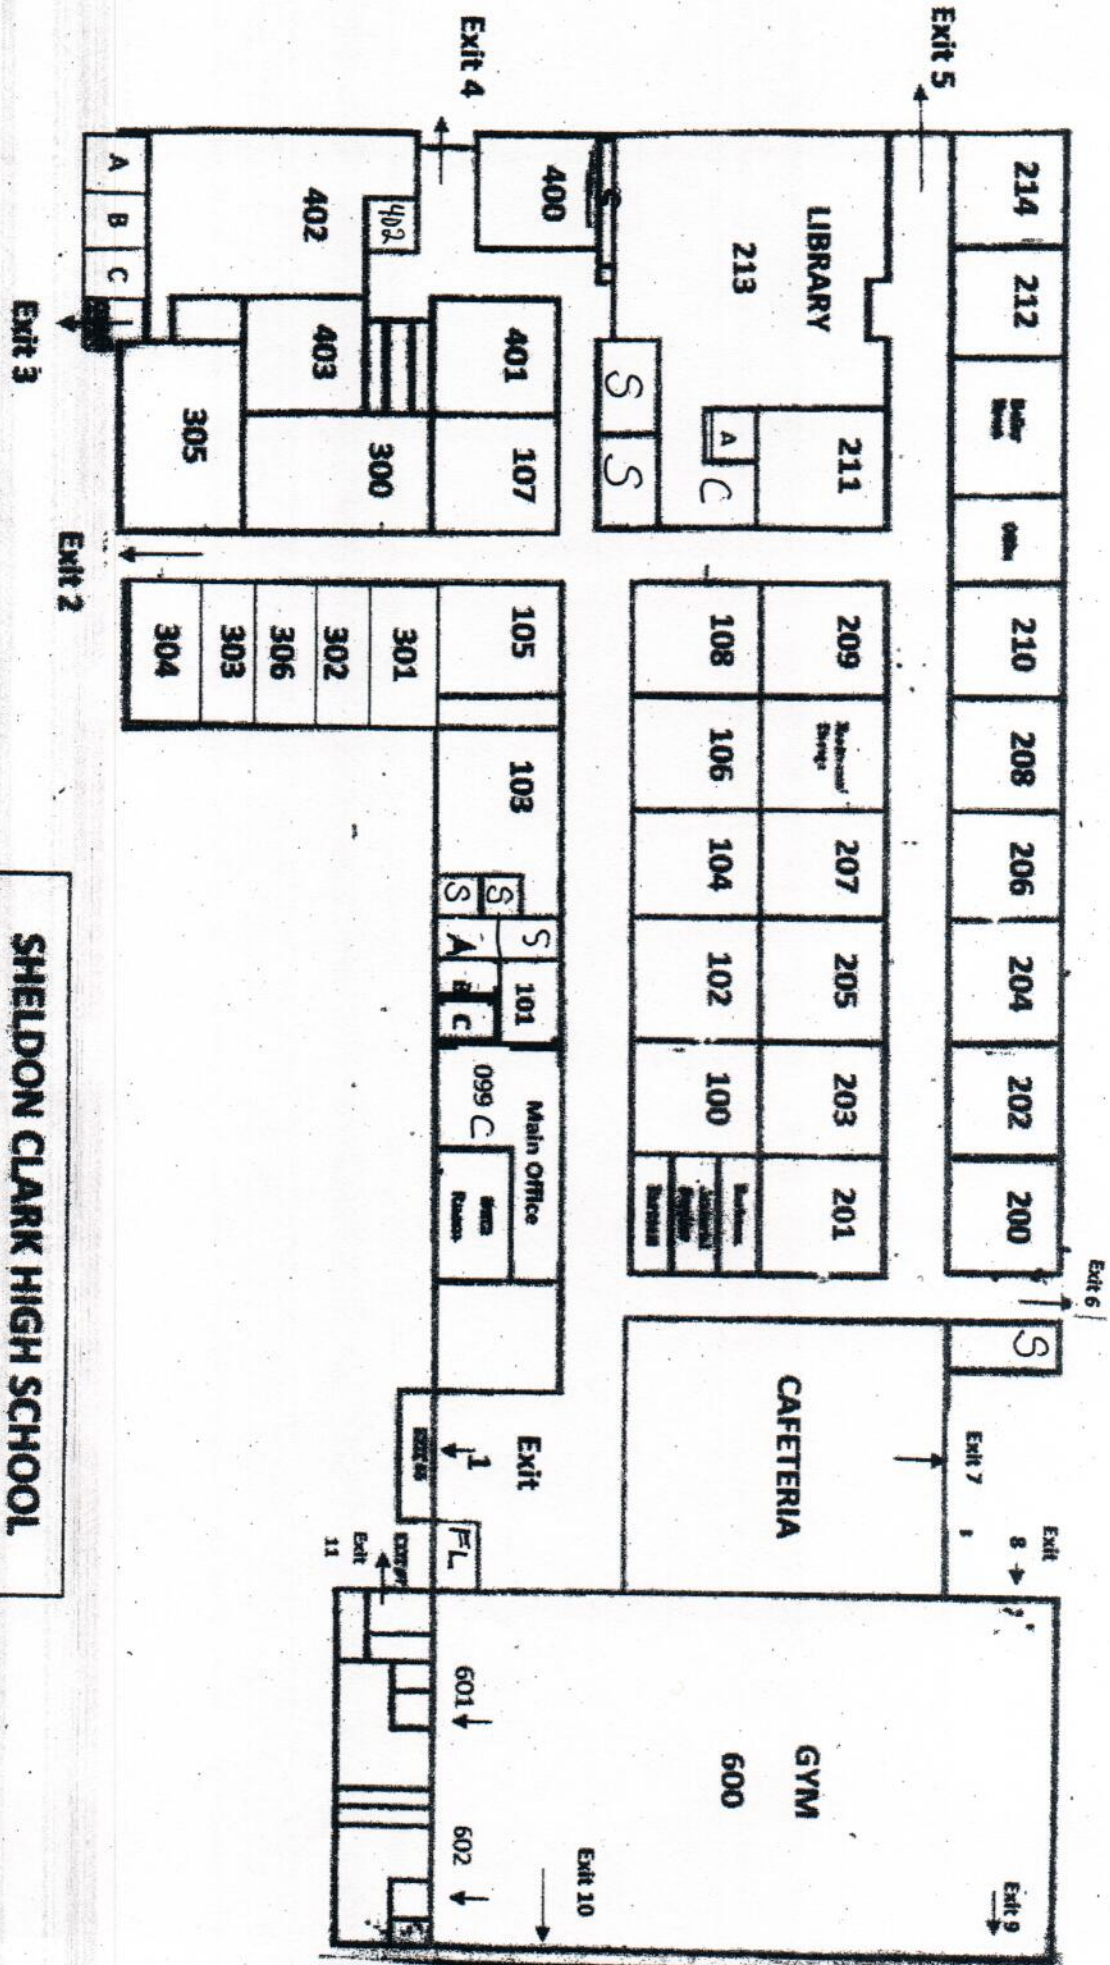 Exit 5
Exit 4
Exit 3
Exit 2
214
212
210
208
206
204
202
200
Exit 6
S
LIBRARY
213
211
A
C
S
S
S
209
207
205
203
201
108
106
104
102
100
400
401
107
105
103
S
S
S
A
C
101
Main Office
099 C
402
402
403
300
305
A
B
C
301
302
306
303
304
CAFETERIA
Exit 7
Exit
8
Exit
1
FL
Exit
11
GYM
600
601
602
Exit 9
Exit 10
SHELDON CLARK HIGH SCHOOL